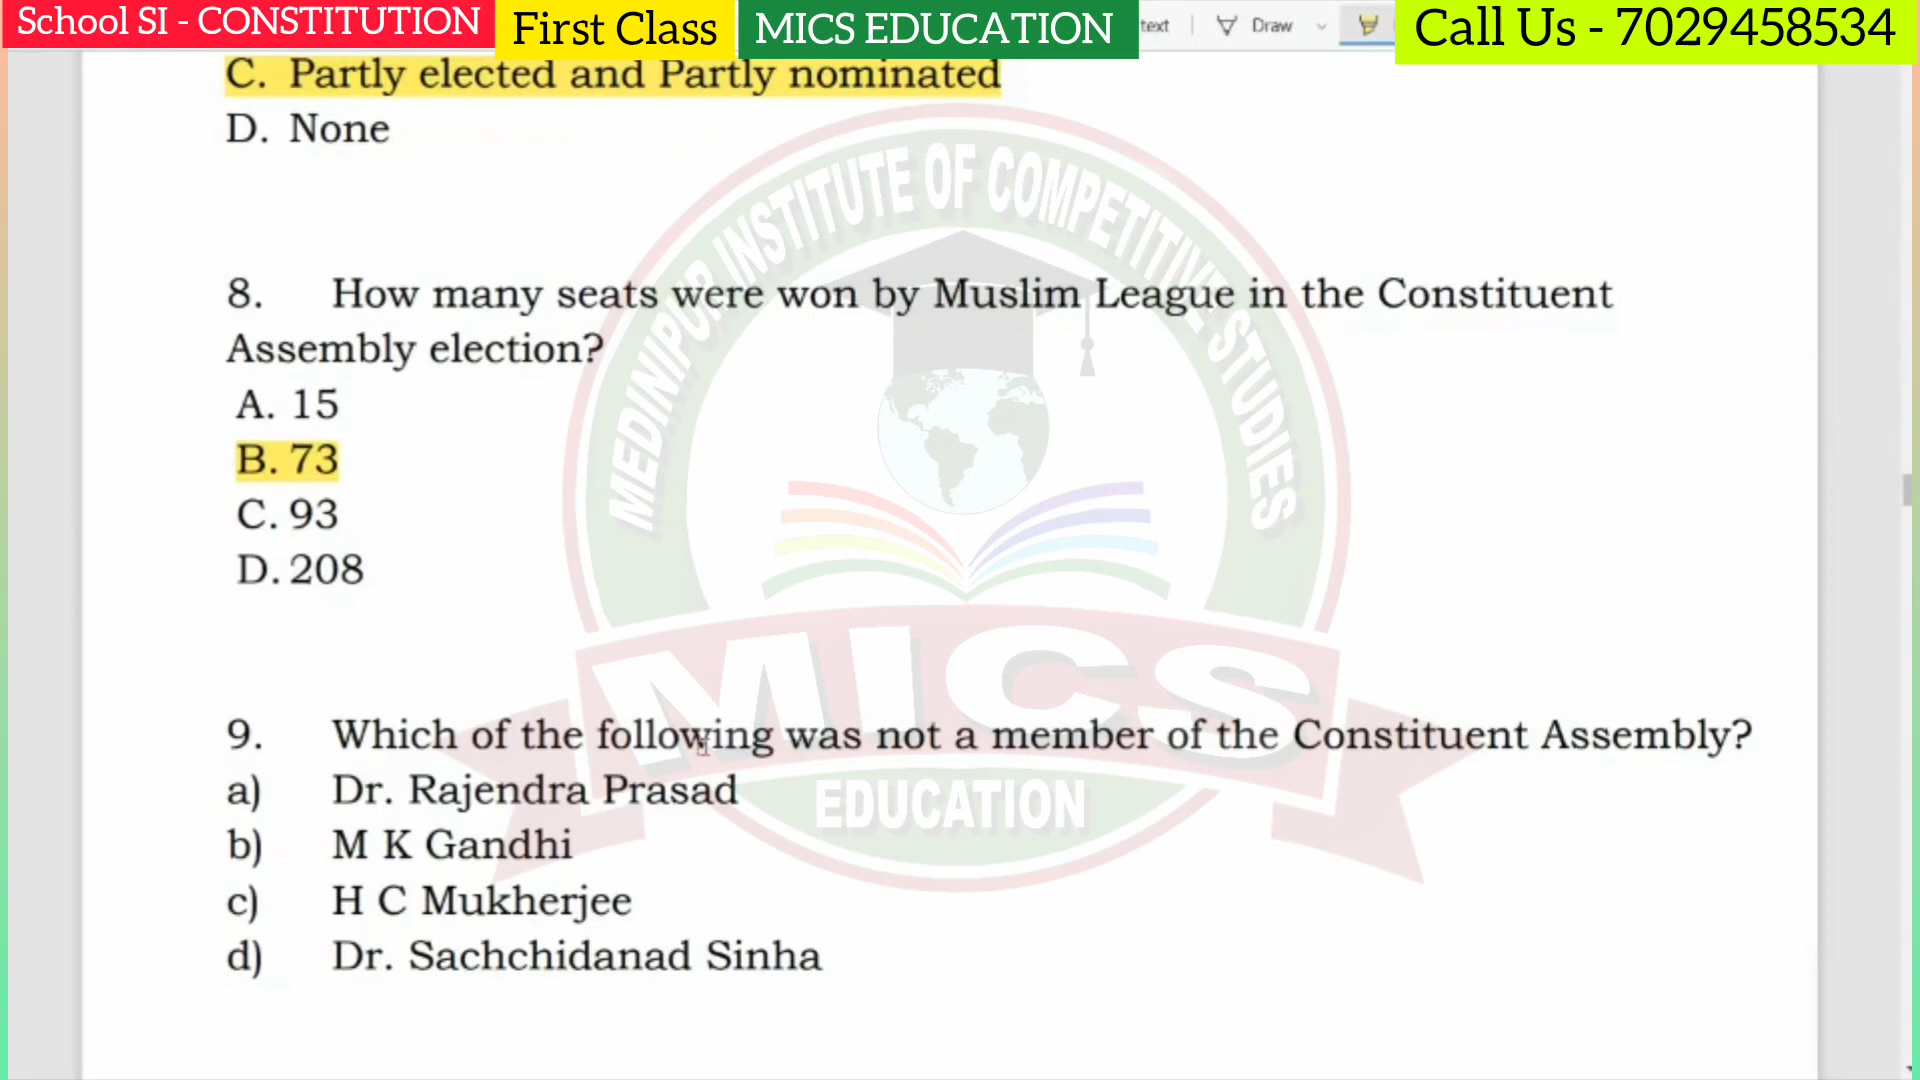 School SI - CONSTITUTION
First Class
MICS EDUCATION
text
Draw
Call Us - 7029458534
C. Partly elected and Partly nominated
D. None
8. How many seats were won by Muslim League in the Constituent
Assembly election?
A. 15
B. 73
C. 93
D. 208
9. Which of the following was not a member of the Constituent Assembly?
a) Dr. Rajendra Prasad
b) M K Gandhi
c) H C Mukherjee
d) Dr. Sachchidanad Sinha
MEDINIPUR INSTITUTE OF COMPETITIVE STUDIES
MICS
EDUCATION